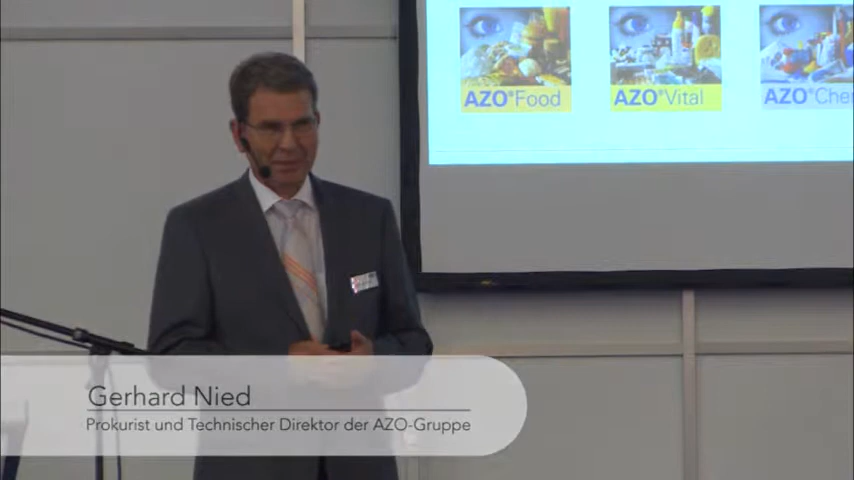 AZO®Food
AZO®Vital
AZO®Che
Gerhard Nied
Prokurist und Technischer Direktor der AZO-Gruppe